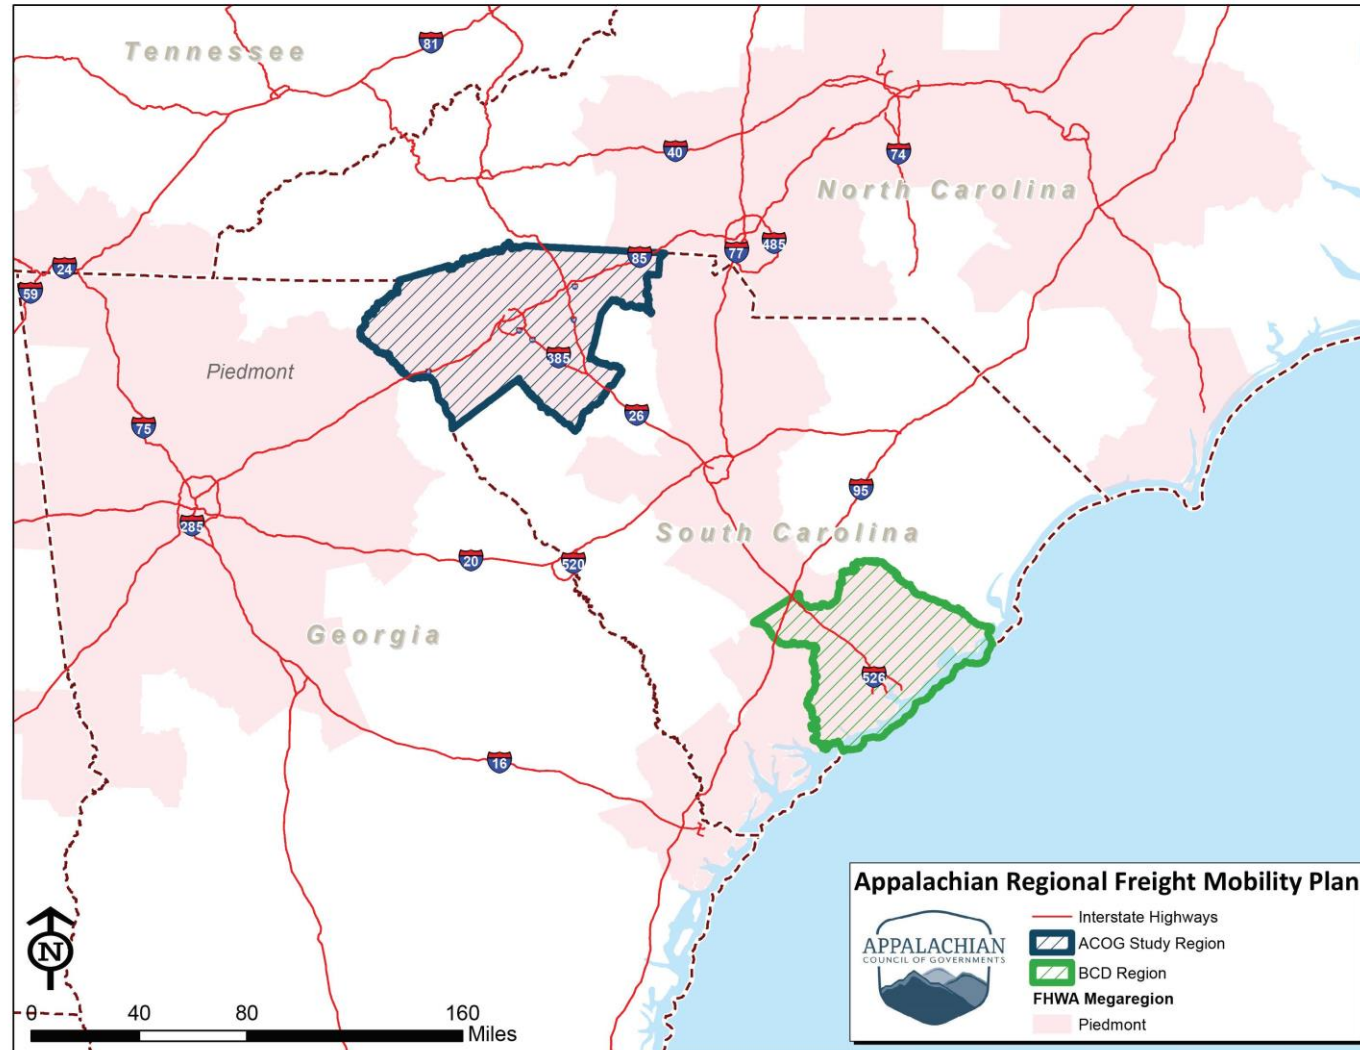 Tennessee
81
40
74
North Carolina
485
77
85
24
59
Piedmont
385
75
26
95
285
South Carolina
20
520
Georgia
526
16
N
0 40 80 160
Miles
Appalachian Regional Freight Mobility Plan
APPALACHIAN
COUNCIL OF GOVERNMENTS
Interstate Highways
ACOG Study Region
BCD Region
FHWA Megaregion
Piedmont